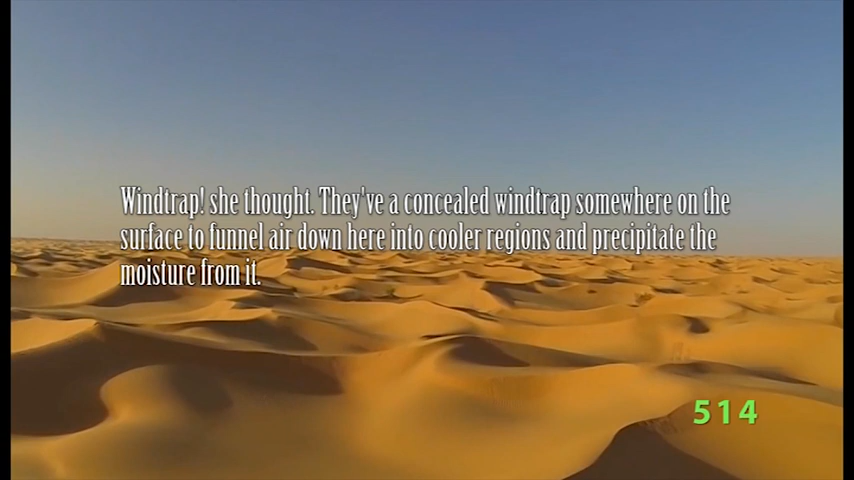 Windtrap! she thought. They've a concealed windtrap somewhere on the
surface to funnel air down here into cooler regions and precipitate the
moisture from it.
514